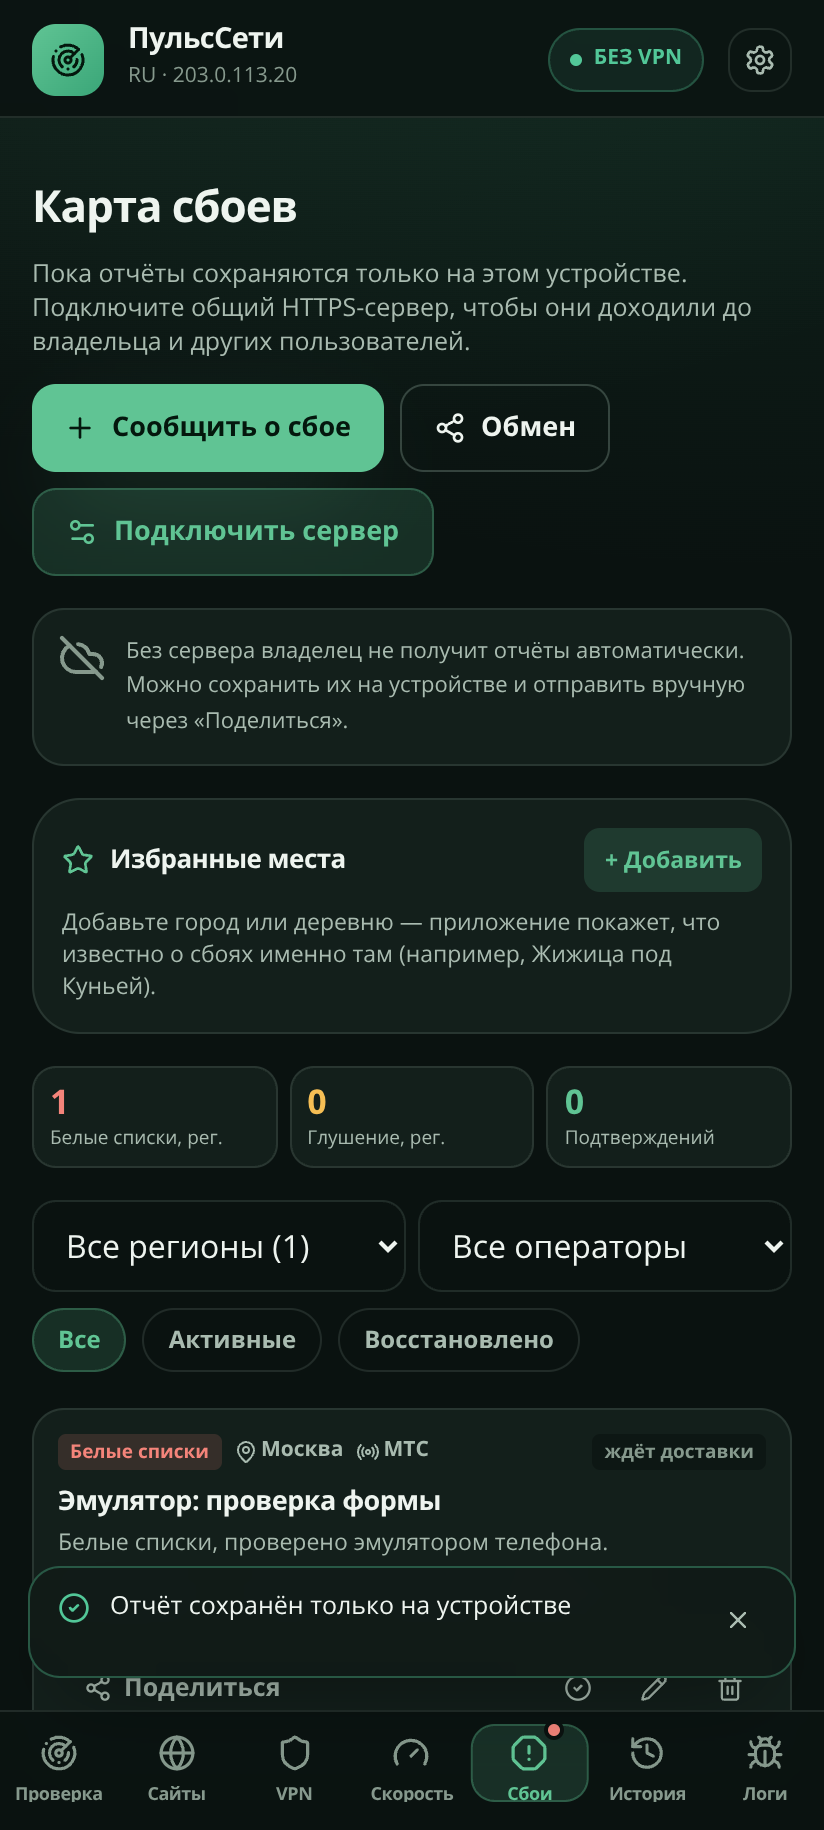 ПульсСети
RU · 203.0.113.20
БЕЗ VPN
Карта сбоев
Пока отчёты сохраняются только на этом устройстве.
Подключите общий HTTPS-сервер, чтобы они доходили до
владельца и других пользователей.
Сообщить о сбое
Обмен
Подключить сервер
Без сервера владелец не получит отчёты автоматически.
Можно сохранить их на устройстве и отправить вручную
через «Поделиться».
Избранные места
+ Добавить
Добавьте город или деревню — приложение покажет, что
известно о сбоях именно там (например, Жижица под
Куньей).
1
Белые списки, рег.
0
Глушение, рег.
0
Подтверждений
Все регионы (1)
Все операторы
Все
Активные
Восстановлено
Белые списки
Москва
МТС
ждёт доставки
Эмулятор: проверка формы
Белые списки, проверено эмулятором телефона.
Отчёт сохранён только на устройстве
Поделиться
Проверка
Сайты
VPN
Скорость
Сбои
История
Логи